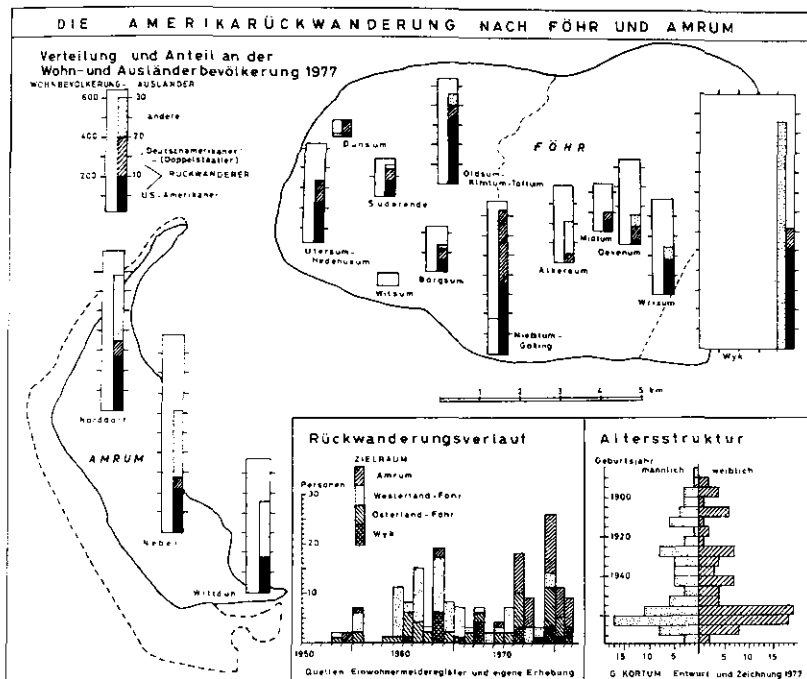 DIE AMERIKARÜCKWANDERUNG NACH FÖHR UND AMRUM
Verteilung und Anteil an der
Wohn-und Ausländerbevölkerung 1977
WOHNBEVÖLKERUNG- AUSLÄNDER
600 30
andere
400 20
Deutschamerikaner
(Doppelstaatler)
RÜCKWANDERER
200 10
US-Amerikaner
Dunsum
Utersum-
Hedehusum
Süderende
Oldsum-
Klintum-Toftum
FÖHR
Witsum
Borgsum
Nieblum-
Goting
Alkersum
Midlum
Oevenum
Wrixum
Wyk
1 2 3 4 5 km
Norddorf
AMRUM
Nebel
Wittdün
Rückwanderungsverlauf
ZIELRAUM
Amrum
Westerland-Föhr
Osterland-Föhr
Wyk
Personen
30
20
10
1950 1960 1970
Quellen: Einwohnermelderegister und eigene Erhebung
Altersstruktur
Geburtsjahr
männlich weiblich
1900
1920
1940
15 5 5 15
G. KORTUM Entwurf und Zeichnung 1977